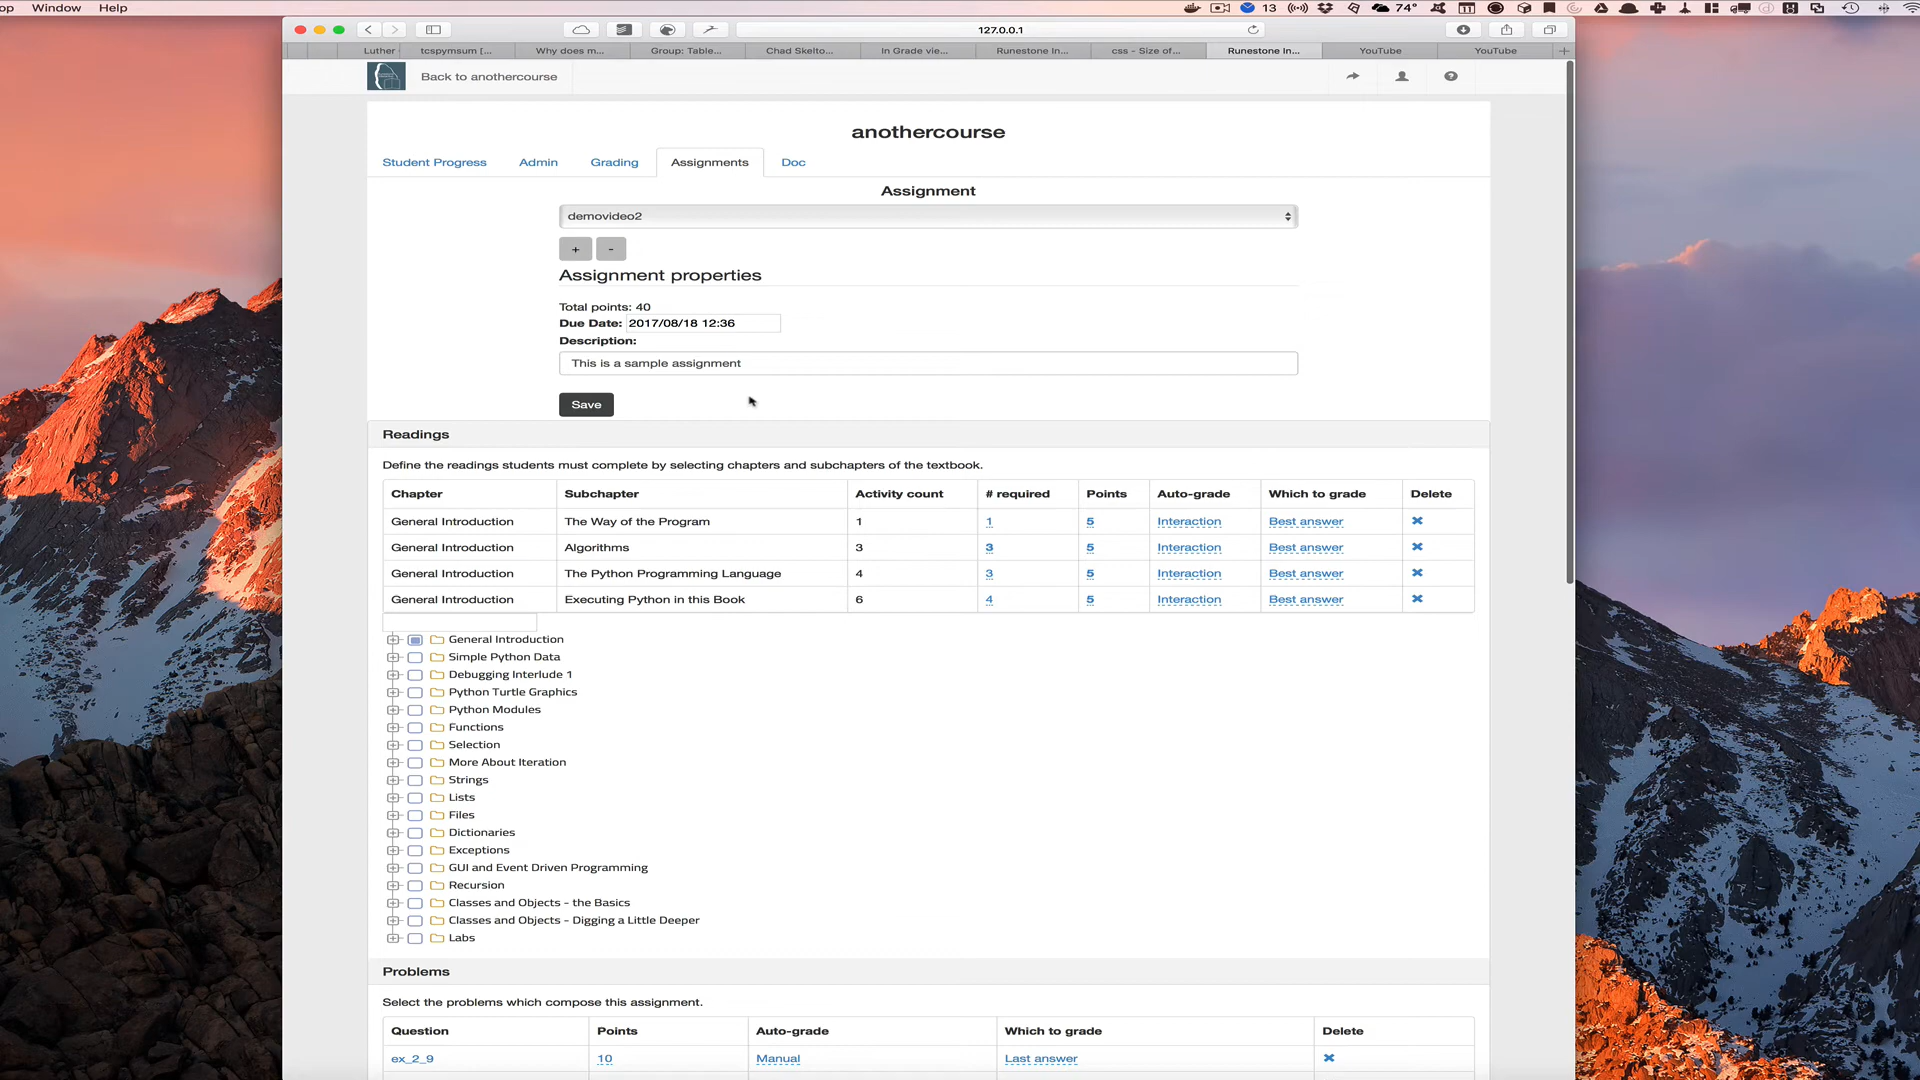 op Window Help 13 74° 11
127.0.0.1
Luther tcspymsum [... Why does m... Group: Table... Chad Skelto... In Grade vie... Runestone In... css - Size of... Runestone In... YouTube YouTube
Back to anothercourse
anothercourse
Student Progress Admin Grading Assignments Doc
Assignment
demovideo2
+ -
Assignment properties
Total points: 40
Due Date: 2017/08/18 12:36
Description:
This is a sample assignment
Save
Readings
Define the readings students must complete by selecting chapters and subchapters of the textbook.
Chapter Subchapter Activity count # required Points Auto-grade Which to grade Delete
General Introduction The Way of the Program 1 1 5 Interaction Best answer
General Introduction Algorithms 3 3 5 Interaction Best answer
General Introduction The Python Programming Language 4 3 5 Interaction Best answer
General Introduction Executing Python in this Book 6 4 5 Interaction Best answer
General Introduction
Simple Python Data
Debugging Interlude 1
Python Turtle Graphics
Python Modules
Functions
Selection
More About Iteration
Strings
Lists
Files
Dictionaries
Exceptions
GUI and Event Driven Programming
Recursion
Classes and Objects - the Basics
Classes and Objects - Digging a Little Deeper
Labs
Problems
Select the problems which compose this assignment.
Question Points Auto-grade Which to grade Delete
ex_2_9 10 Manual Last answer